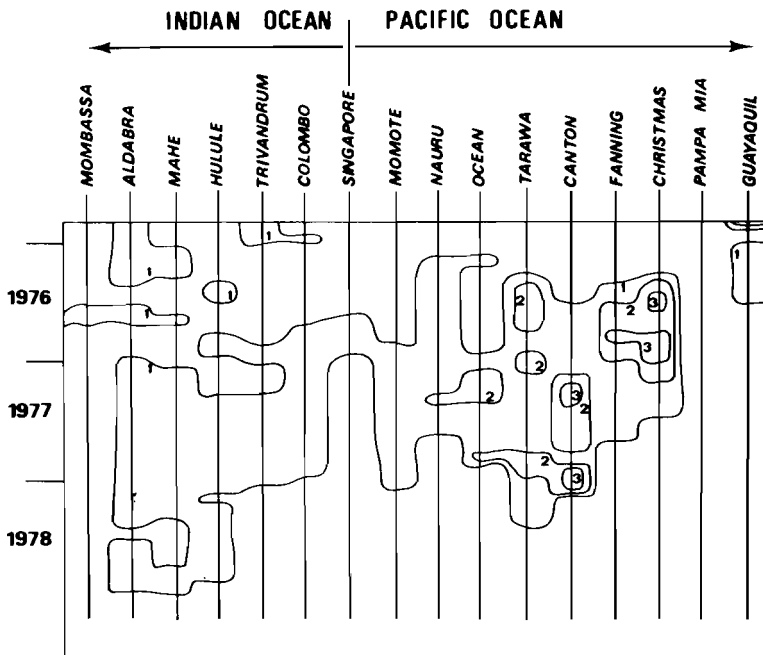 INDIAN OCEAN PACIFIC OCEAN
MOMBASSA
ALDABRA
MAHE
HULULE
TRIVANDRUM
COLOMBO
SINGAPORE
MOMOTE
NAURU
OCEAN
TARAWA
CANTON
FANNING
CHRISTMAS
PAMPA MIA
GUAYAQUIL
1
1
1
1
1976
1
2
1
2
3
3
1
2
1977
2
3
2
2
3
1978